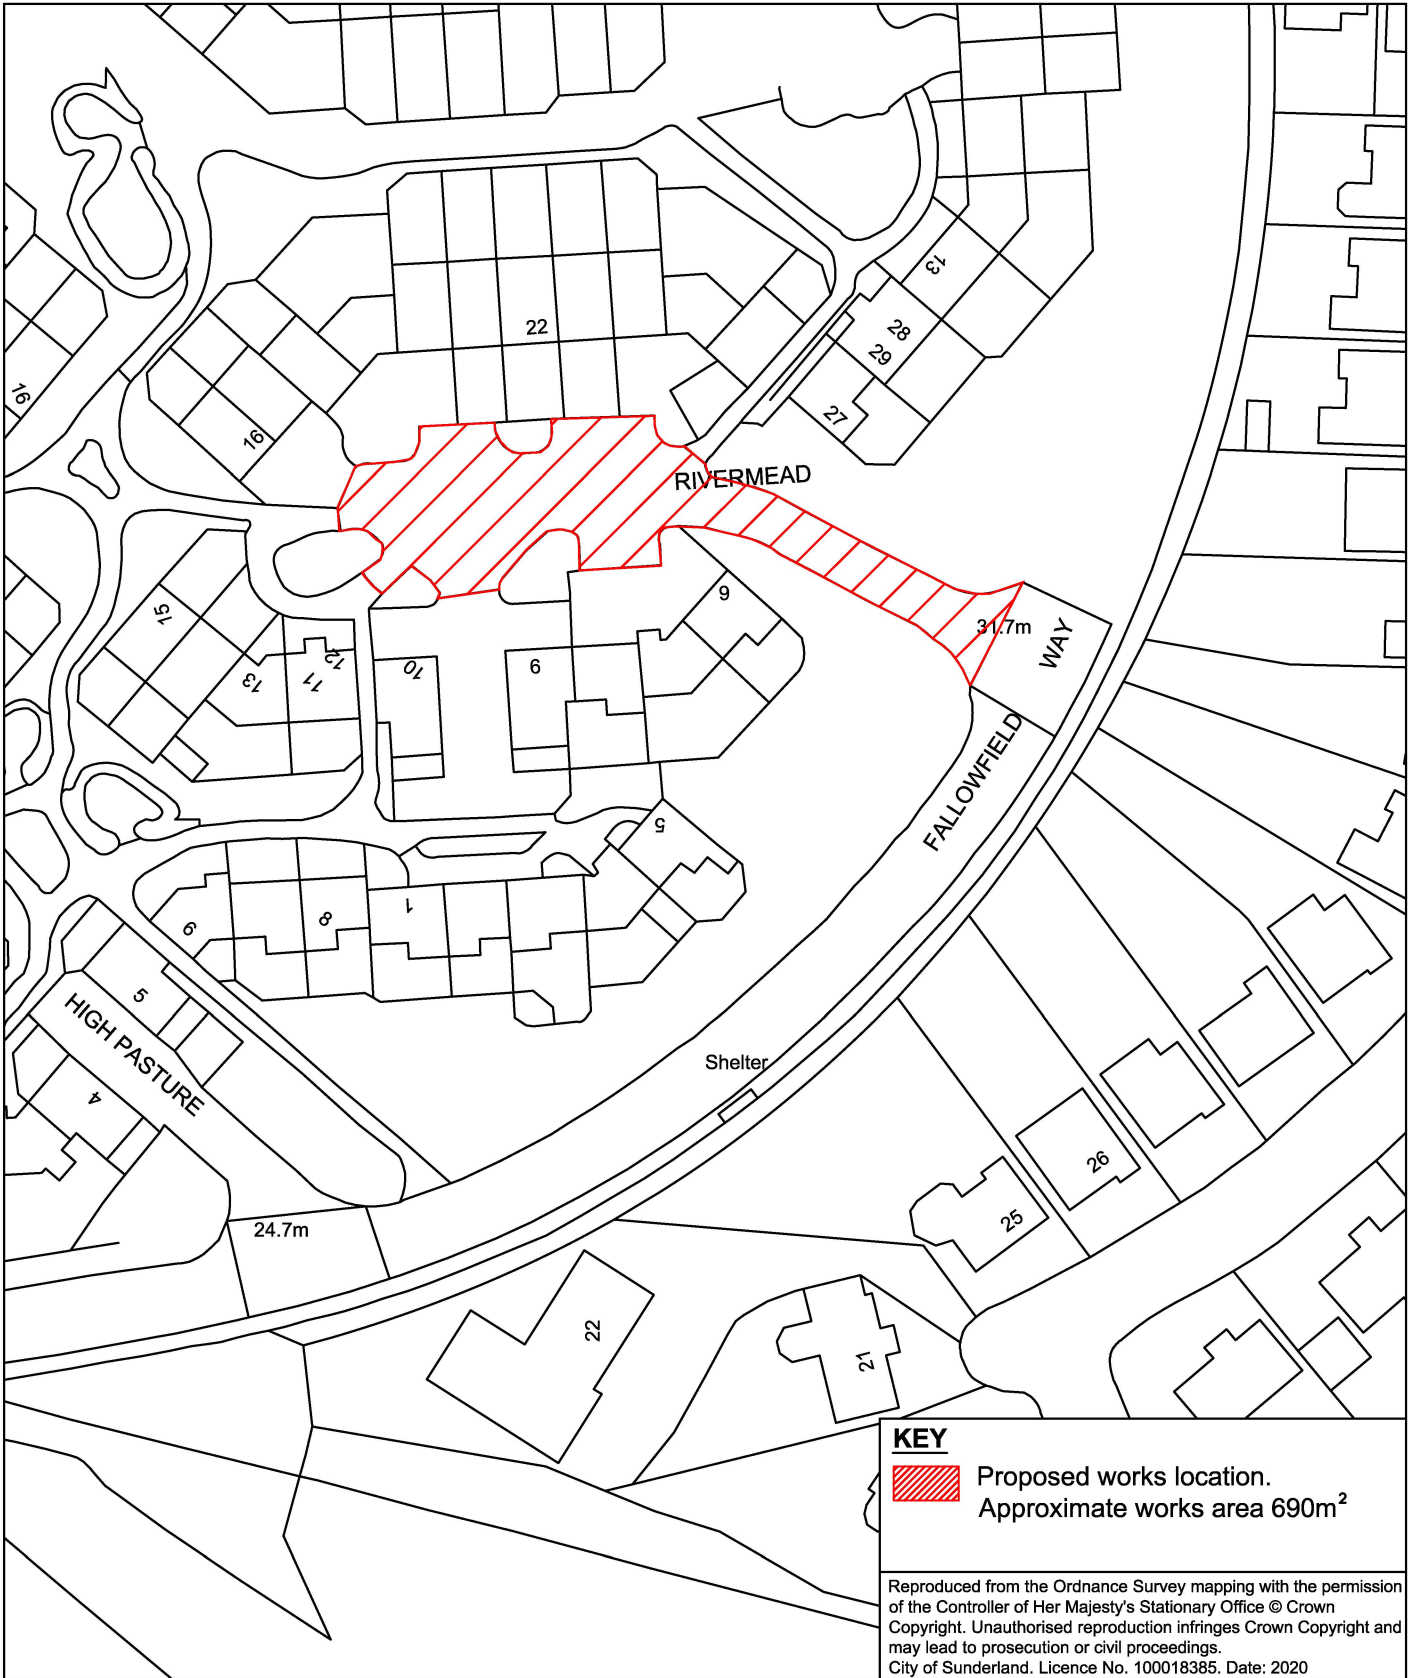 22
13
28
29
27
16
16
RIVERMEAD
15
13
11
12
10
9
9
31.7m
WAY
FALLOWFIELD
5
1
8
9
5
HIGH PASTURE
4
Shelter
24.7m
26
25
22
21
KEY
Proposed works location.
Approximate works area 690m²
Reproduced from the Ordnance Survey mapping with the permission
of the Controller of Her Majesty's Stationary Office © Crown
Copyright. Unauthorised reproduction infringes Crown Copyright and
may lead to prosecution or civil proceedings.
City of Sunderland. Licence No. 100018385. Date: 2020